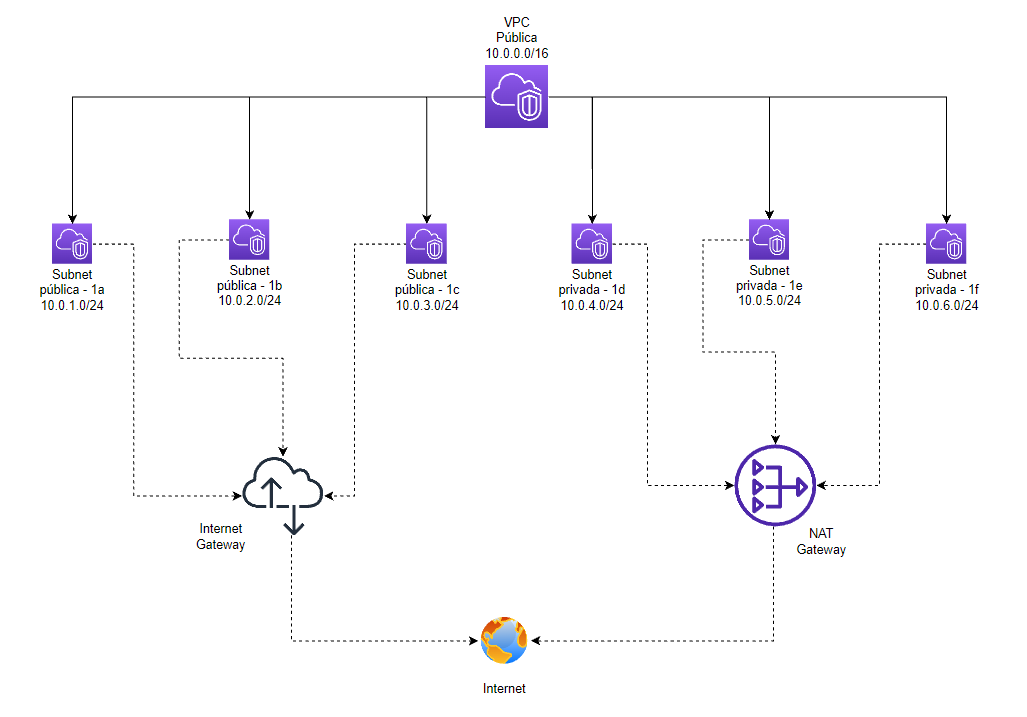 VPC
Pública
10.0.0.0/16
Subnet
pública - 1a
10.0.1.0/24
Subnet
pública - 1b
10.0.2.0/24
Subnet
pública - 1c
10.0.3.0/24
Subnet
privada - 1d
10.0.4.0/24
Subnet
privada - 1e
10.0.5.0/24
Subnet
privada - 1f
10.0.6.0/24
Internet
Gateway
NAT
Gateway
Internet